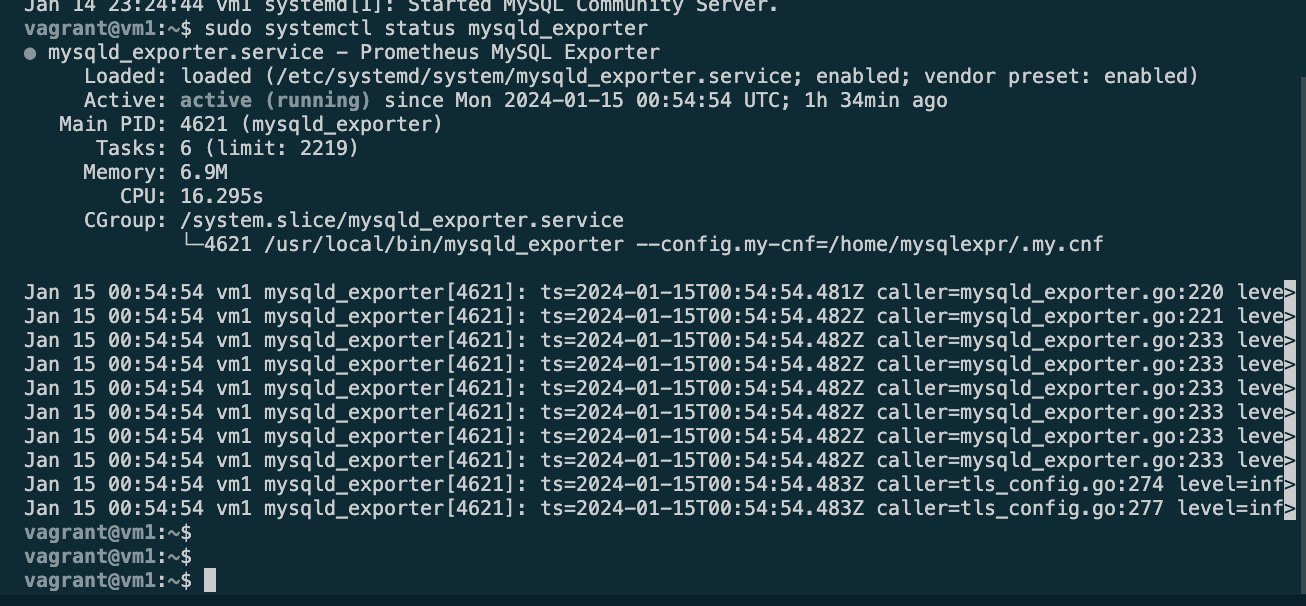 Jan 14 23:24:44 vm1 systemd[1]: Started MySQL Community Server.
vagrant@vm1:~$ sudo systemctl status mysqld_exporter
● mysqld_exporter.service - Prometheus MySQL Exporter
     Loaded: loaded (/etc/systemd/system/mysqld_exporter.service; enabled; vendor preset: enabled)
     Active: active (running) since Mon 2024-01-15 00:54:54 UTC; 1h 34min ago
   Main PID: 4621 (mysqld_exporter)
      Tasks: 6 (limit: 2219)
     Memory: 6.9M
        CPU: 16.295s
     CGroup: /system.slice/mysqld_exporter.service
             └─4621 /usr/local/bin/mysqld_exporter --config.my-cnf=/home/mysqlexpr/.my.cnf

Jan 15 00:54:54 vm1 mysqld_exporter[4621]: ts=2024-01-15T00:54:54.481Z caller=mysqld_exporter.go:220 leve>
Jan 15 00:54:54 vm1 mysqld_exporter[4621]: ts=2024-01-15T00:54:54.482Z caller=mysqld_exporter.go:221 leve>
Jan 15 00:54:54 vm1 mysqld_exporter[4621]: ts=2024-01-15T00:54:54.482Z caller=mysqld_exporter.go:233 leve>
Jan 15 00:54:54 vm1 mysqld_exporter[4621]: ts=2024-01-15T00:54:54.482Z caller=mysqld_exporter.go:233 leve>
Jan 15 00:54:54 vm1 mysqld_exporter[4621]: ts=2024-01-15T00:54:54.482Z caller=mysqld_exporter.go:233 leve>
Jan 15 00:54:54 vm1 mysqld_exporter[4621]: ts=2024-01-15T00:54:54.482Z caller=mysqld_exporter.go:233 leve>
Jan 15 00:54:54 vm1 mysqld_exporter[4621]: ts=2024-01-15T00:54:54.482Z caller=mysqld_exporter.go:233 leve>
Jan 15 00:54:54 vm1 mysqld_exporter[4621]: ts=2024-01-15T00:54:54.482Z caller=mysqld_exporter.go:233 leve>
Jan 15 00:54:54 vm1 mysqld_exporter[4621]: ts=2024-01-15T00:54:54.483Z caller=tls_config.go:274 level=inf>
Jan 15 00:54:54 vm1 mysqld_exporter[4621]: ts=2024-01-15T00:54:54.483Z caller=tls_config.go:277 level=inf>
vagrant@vm1:~$
vagrant@vm1:~$
vagrant@vm1:~$